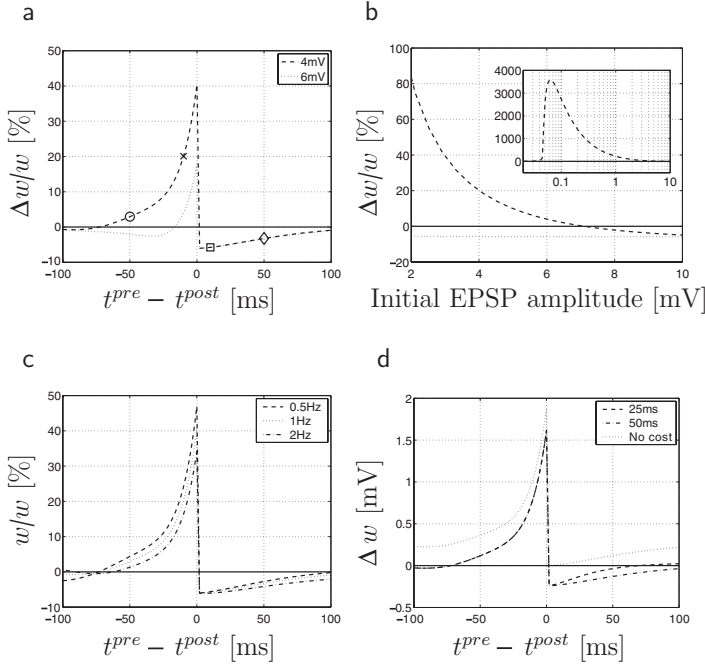 a
50
40
30
20
10
0
−10
−100
−50
0
50
100
Δw/w [%]
t^pre − t^post [ms]
4mV
6mV
b
100
80
60
40
20
0
−20
2
4
6
8
10
Δw/w [%]
Initial EPSP amplitude [mV]
4000
3000
2000
1000
0
0.1
1
10
c
50
40
30
20
10
0
−10
−100
−50
0
50
100
w/w [%]
t^pre − t^post [ms]
0.5Hz
1Hz
2Hz
d
2
1.5
1
0.5
0
−0.5
−100
−50
0
50
100
Δ w [mV]
t^pre − t^post [ms]
25ms
50ms
No cost